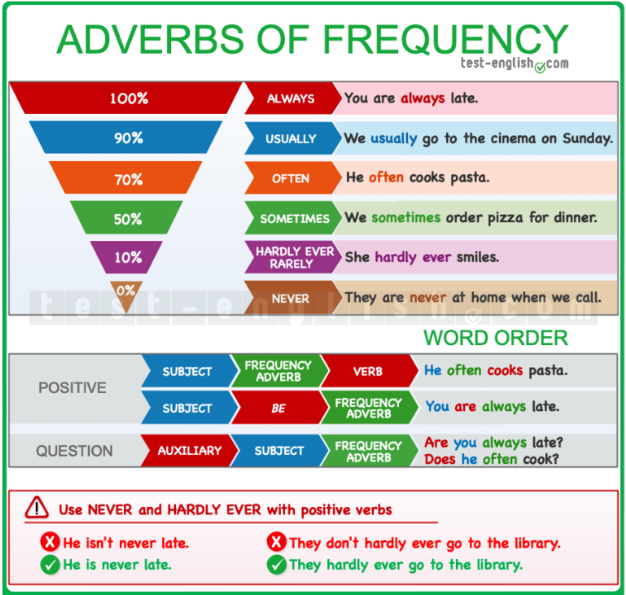 ADVERBS OF FREQUENCY
test-english.com
100% ALWAYS You are always late.
90% USUALLY We usually go to the cinema on Sunday.
70% OFTEN He often cooks pasta.
50% SOMETIMES We sometimes order pizza for dinner.
10% HARDLY EVER RARELY She hardly ever smiles.
0% NEVER They are never at home when we call.
test-english.com
WORD ORDER
POSITIVE
SUBJECT FREQUENCY ADVERB VERB He often cooks pasta.
SUBJECT BE FREQUENCY ADVERB You are always late.
QUESTION AUXILIARY SUBJECT FREQUENCY ADVERB Are you always late?
Does he often cook?
Use NEVER and HARDLY EVER with positive verbs
He isn't never late. They don't hardly ever go to the library.
He is never late. They hardly ever go to the library.